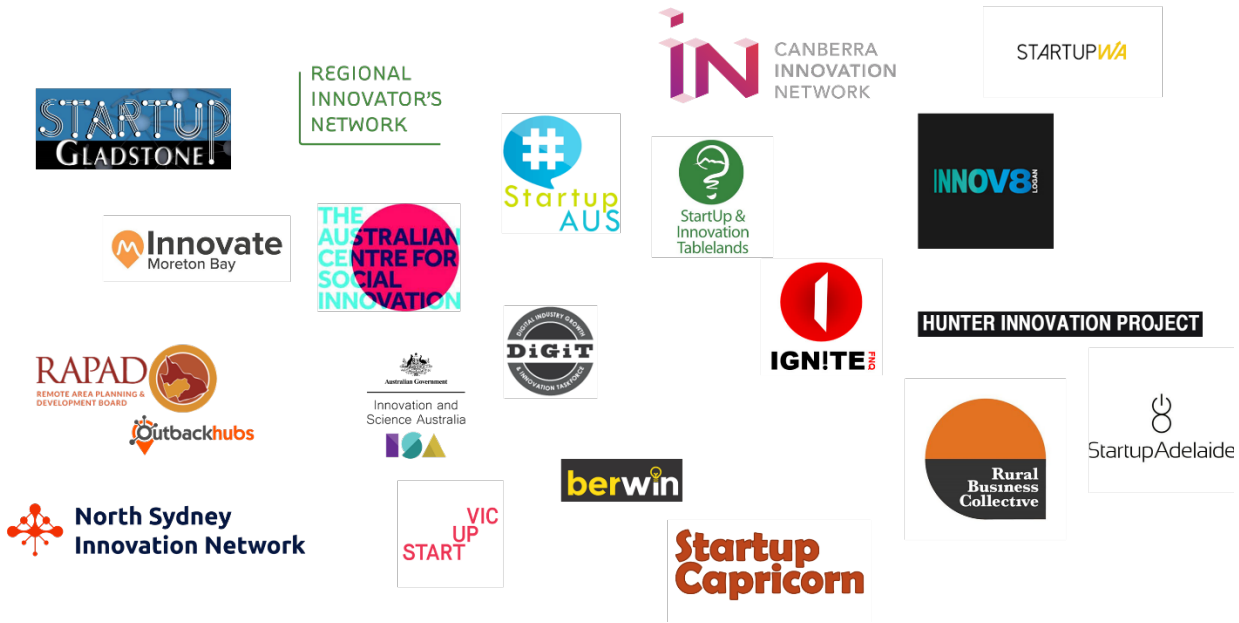 STARTUP
GLADSTONE
REGIONAL
INNOVATOR'S
NETWORK
iN
CANBERRA
INNOVATION
NETWORK
STARTUPWA
#
Startup
AUS
StartUp &
Innovation
Tablelands
INNOV8
LOGAN
Innovate
Moreton Bay
THE
AUSTRALIAN
CENTRE FOR
SOCIAL
INNOVATION
IGN!TE
FNQ
DIGITAL INDUSTRY GROWTH
DiGiT
& INNOVATION TASKFORCE
HUNTER INNOVATION PROJECT
RAPAD
REMOTE AREA PLANNING &
DEVELOPMENT BOARD
Outbackhubs
Australian Government
Innovation and
Science Australia
ISA
StartupAdelaide
Rural
Business
Collective
berwin
North Sydney
Innovation Network
VIC
UP
START
Startup
Capricorn